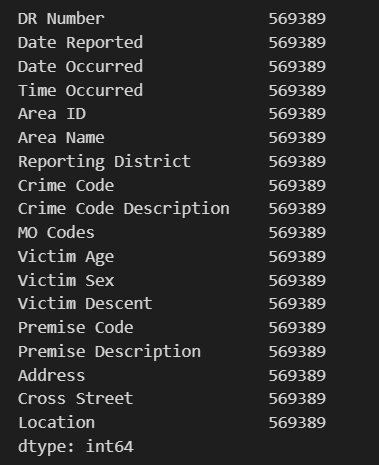 DR Number 569389
Date Reported 569389
Date Occurred 569389
Time Occurred 569389
Area ID 569389
Area Name 569389
Reporting District 569389
Crime Code 569389
Crime Code Description 569389
MO Codes 569389
Victim Age 569389
Victim Sex 569389
Victim Descent 569389
Premise Code 569389
Premise Description 569389
Address 569389
Cross Street 569389
Location 569389
dtype: int64